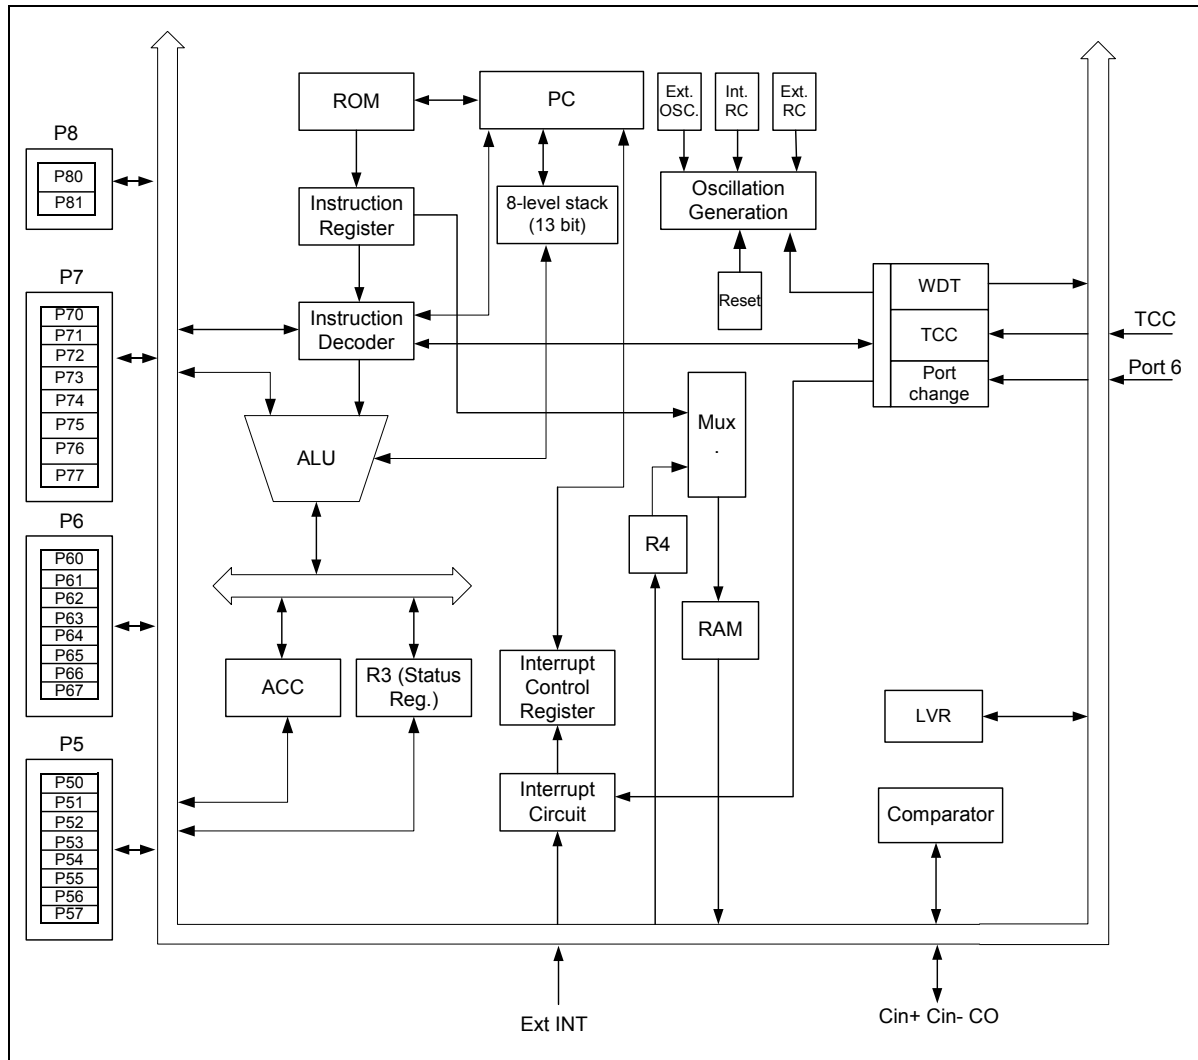 P8
P80
P81
P7
P70
P71
P72
P73
P74
P75
P76
P77
P6
P60
P61
P62
P63
P64
P65
P66
P67
P5
P50
P51
P52
P53
P54
P55
P56
P57
ROM
PC
Ext.
OSC.
Int.
RC
Ext.
RC
Instruction
Register
8-level stack
(13 bit)
Oscillation
Generation
Reset
Instruction
Decoder
WDT
TCC
Port
change
TCC
Port 6
ALU
Mux
.
R4
RAM
ACC
R3 (Status
Reg.)
Interrupt
Control
Register
Interrupt
Circuit
LVR
Comparator
Ext INT
Cin+ Cin- CO